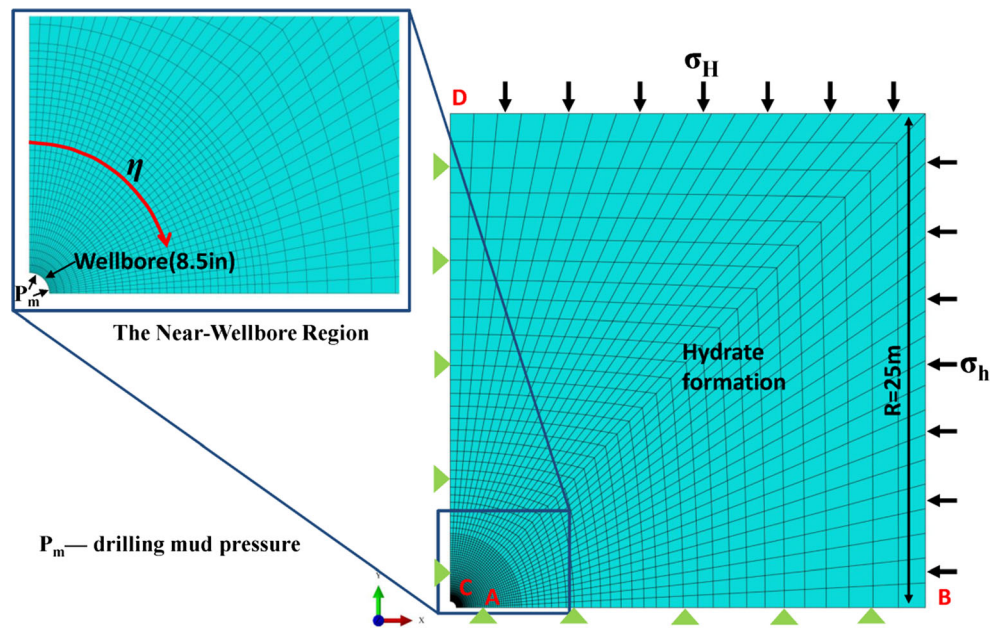 η
Wellbore(8.5in)
Pm
The Near-Wellbore Region
σH
D
Hydrate
formation
R=25m
σh
Pm— drilling mud pressure
C
A
B
Y
X